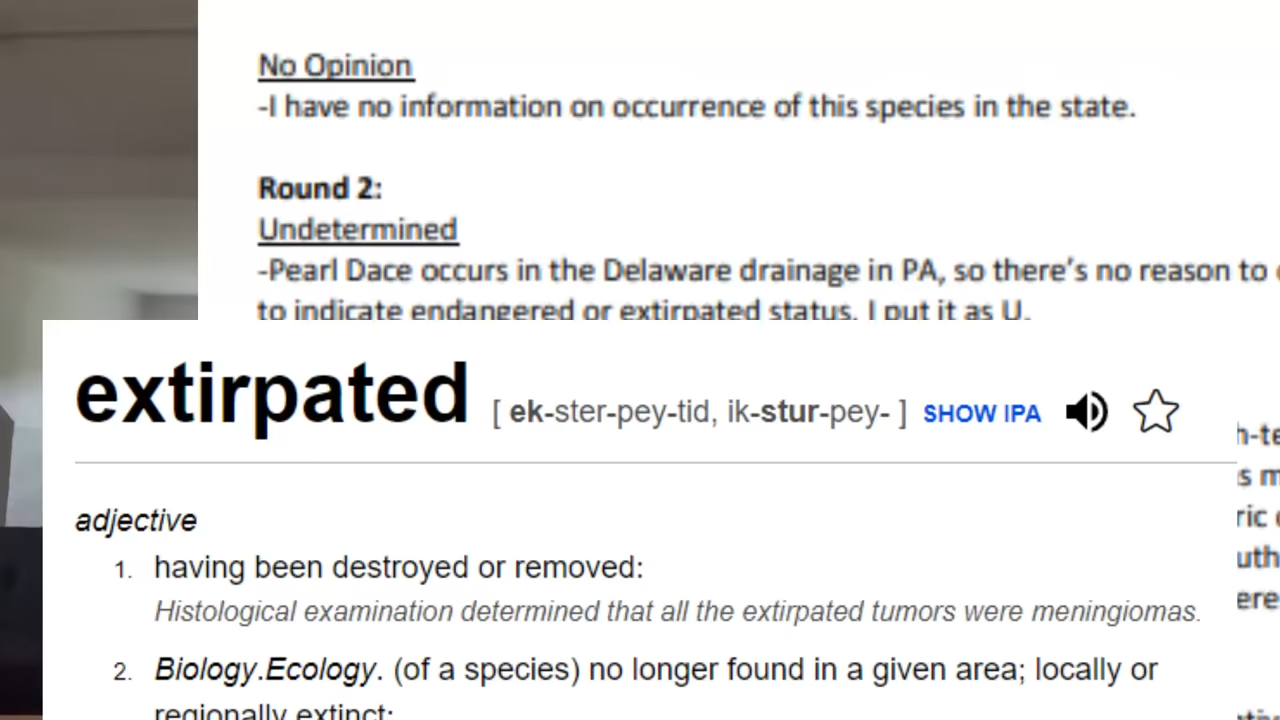 No Opinion
-I have no information on occurrence of this species in the state.
Round 2:
Undetermined
-Pearl Dace occurs in the Delaware drainage in PA, so there's no reason to
to indicate endangered or extirpated status. I put it as U.
extirpated [ ek-ster-pey-tid, ik-stur-pey- ] SHOW IPA
adjective
1. having been destroyed or removed:
Histological examination determined that all the extirpated tumors were meningiomas.
2. Biology.Ecology. (of a species) no longer found in a given area; locally or
regionally extinct: